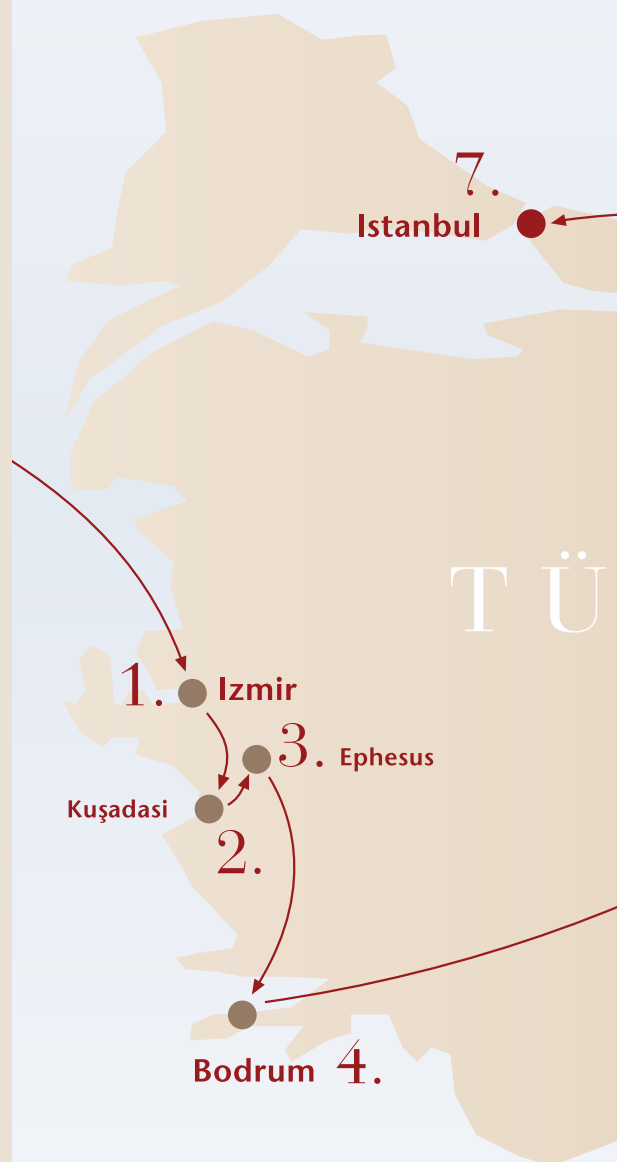 7.
Istanbul
T Ü
1. Izmir
3. Ephesus
Kuşadasi
2.
Bodrum 4.